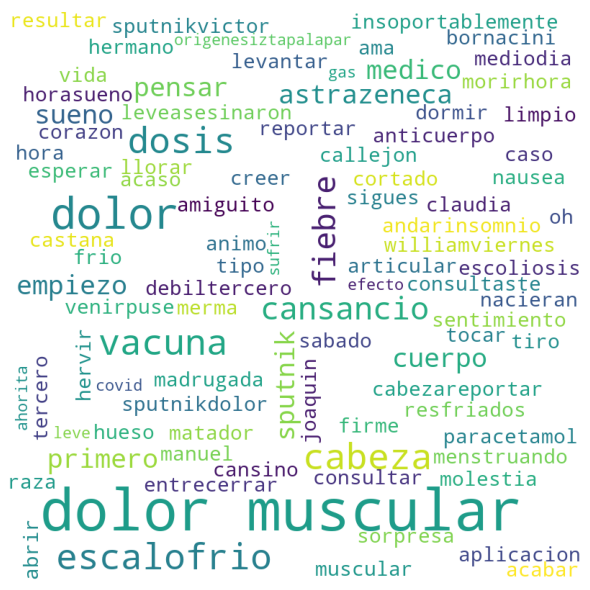 resultar sputnikvictor insoportablemente
hermano origenesiztapalapar ama bornacini
vida levantar gas medico mediodia
horasueno pensar astrazeneca morirhora
sueno leveasesinaron dormir limpio
corazon dosis reportar anticuerpo
hora llorar callejon caso
esperar acaso creer fiebre cortado nausea
dolor amiguito sigues claudia oh
castana animo sufrir andarinsomnio
frio tipo williamviernes
empiezo debiltercero articular escoliosis
efecto consultaste nacieran
venirpuse merma cansancio sentimiento
hervir vacuna sputnik sabado tocar tiro
ahorita tercero covid madrugada joaquin cuerpo
sputnikdolor cabezareportar
leve hueso matador firme resfriados
primero manuel cabeza paracetamol
raza cansino consultar menstruando
entrecerrar molestia
dolor muscular
abrir escalofrio sorpresa
muscular aplicacion
acabar